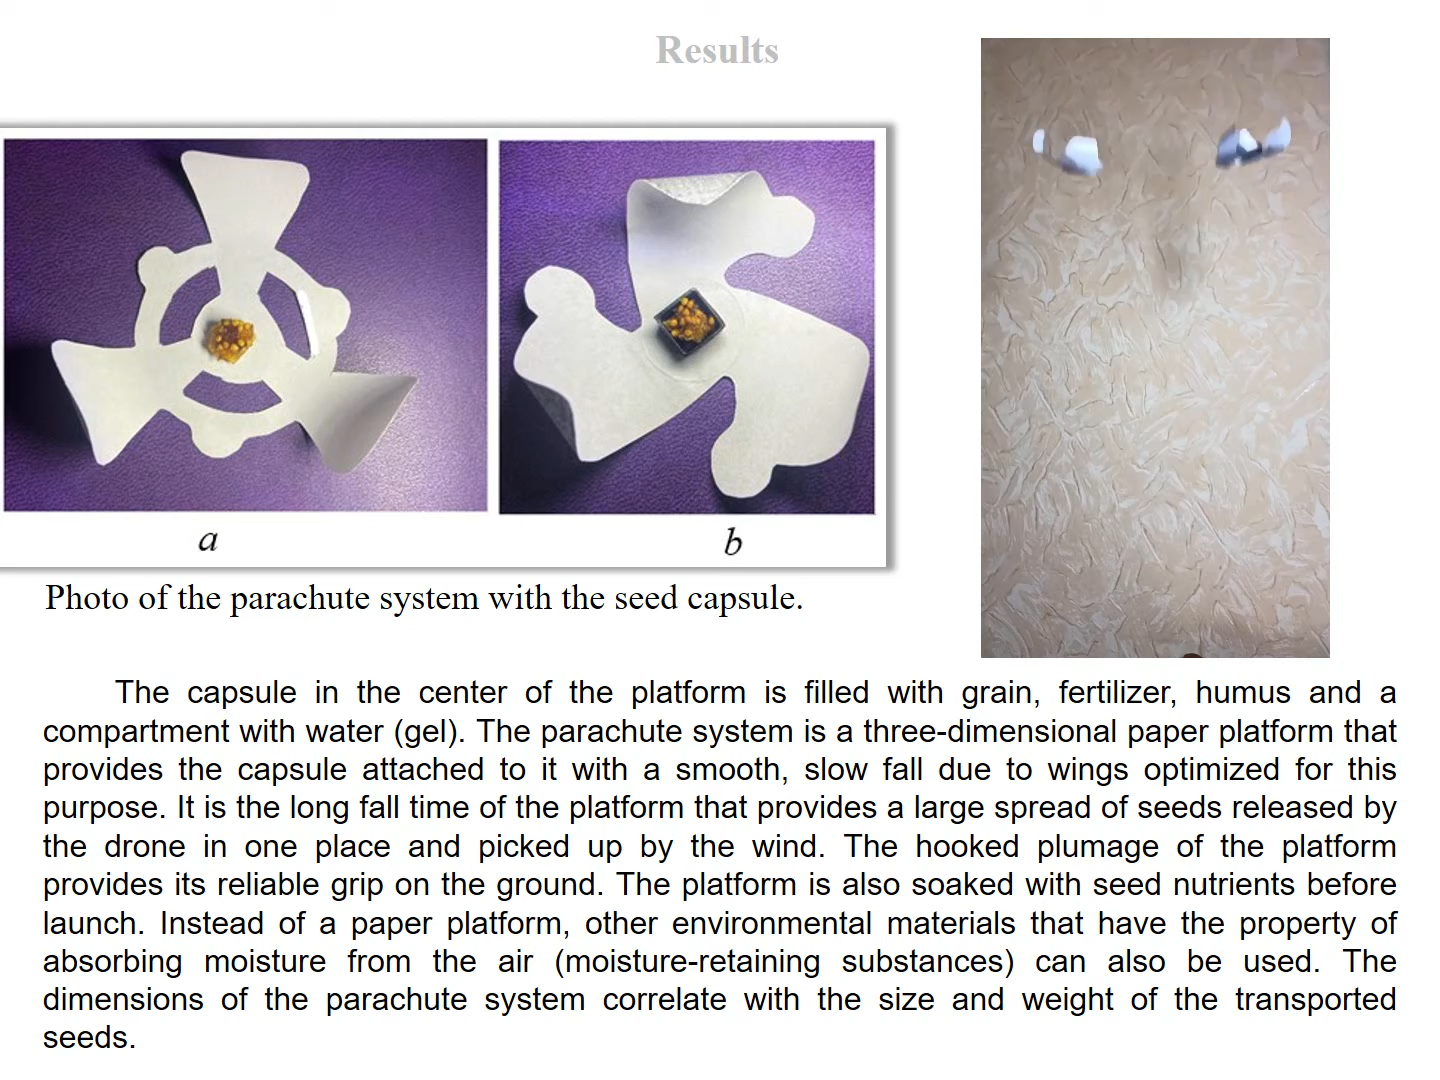 Results
a
b
Photo of the parachute system with the seed capsule.
The capsule in the center of the platform is filled with grain, fertilizer, humus and a
compartment with water (gel). The parachute system is a three-dimensional paper platform that
provides the capsule attached to it with a smooth, slow fall due to wings optimized for this
purpose. It is the long fall time of the platform that provides a large spread of seeds released by
the drone in one place and picked up by the wind. The hooked plumage of the platform
provides its reliable grip on the ground. The platform is also soaked with seed nutrients before
launch. Instead of a paper platform, other environmental materials that have the property of
absorbing moisture from the air (moisture-retaining substances) can also be used. The
dimensions of the parachute system correlate with the size and weight of the transported
seeds.